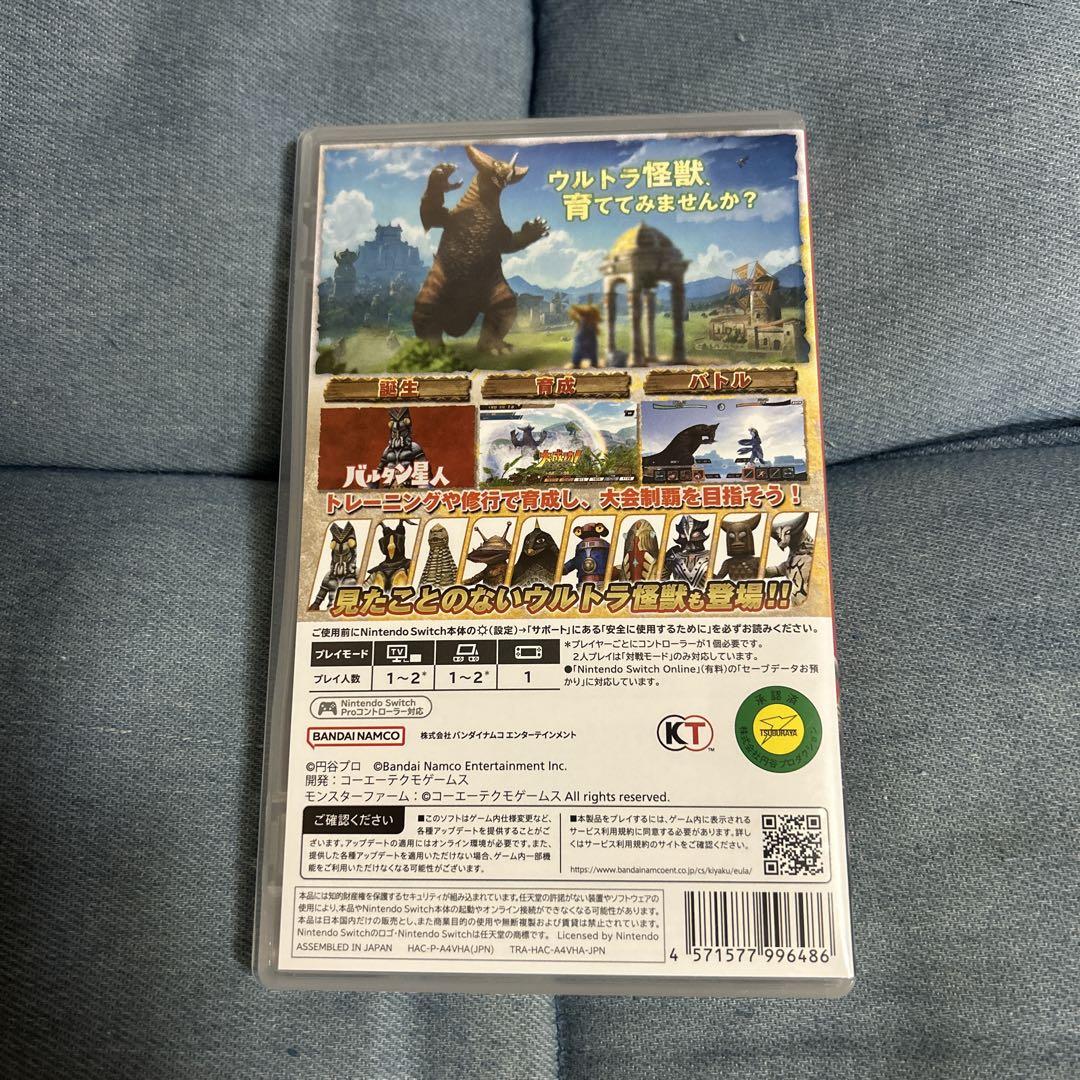 ウルトラ怪獣、
育ててみませんか?
誕生
育成
バトル
バルタン星人
大成功!
トレーニングや修行で育成し、大会制覇を目指そう!
見たことのないウルトラ怪獣も登場!!
ご使用前にNintendo Switch本体の(設定)→「サポート」にある「安全に使用するために」を必ずお読みください。
プレイモード
TV
プレイ人数
1~2*
1~2*
1
*プレイヤーごとにコントローラーが1個必要です。
2人プレイは「対戦モード」のみ対応しています。
●「Nintendo Switch Online」(有料)の「セーブデータお預
かり」に対応しています。
Nintendo Switch
Proコントローラー対応
BANDAI NAMCO
株式会社 バンダイナムコ エンターテインメント
KT
TM
承認済
TSUBURAYA
株式会社円谷プロダクション
©円谷プロ ©Bandai Namco Entertainment Inc.
開発:コーエーテクモゲームス
モンスターファーム:©コーエーテクモゲームス All rights reserved.
ご確認ください
■このソフトはゲーム内仕様変更など、
各種アップデートを提供することがご
ざいます。アップデートの適用にはオンライン環境が必要です。また、
提供した各種アップデートを適用いただけない場合、ゲーム内一部機
能をご利用いただけなくなる可能性がございます。
■本製品をプレイするには、ゲーム内に表示される
サービス利用規約に同意する必要があります。詳し
くはサービス利用規約のサイトをご確認ください。
https://www.bandainamcoent.co.jp/cs/kiyaku/eula/
本品には知的財産権を保護するセキュリティが組み込まれています。任天堂の許諾がない装置やソフトウェアの
使用により、本品やNintendo Switch本体の起動やオンライン接続ができなくなる可能性があります。
本品は日本国内だけの販売とし、また商業目的の使用や無断複製および賃貸は禁止されています。
Nintendo Switchのロゴ・Nintendo Switchは任天堂の商標です。 Licensed by Nintendo
ASSEMBLED IN JAPAN HAC-P-A4VHA(JPN) TRA-HAC-A4VHA-JPN
4 571577 996486